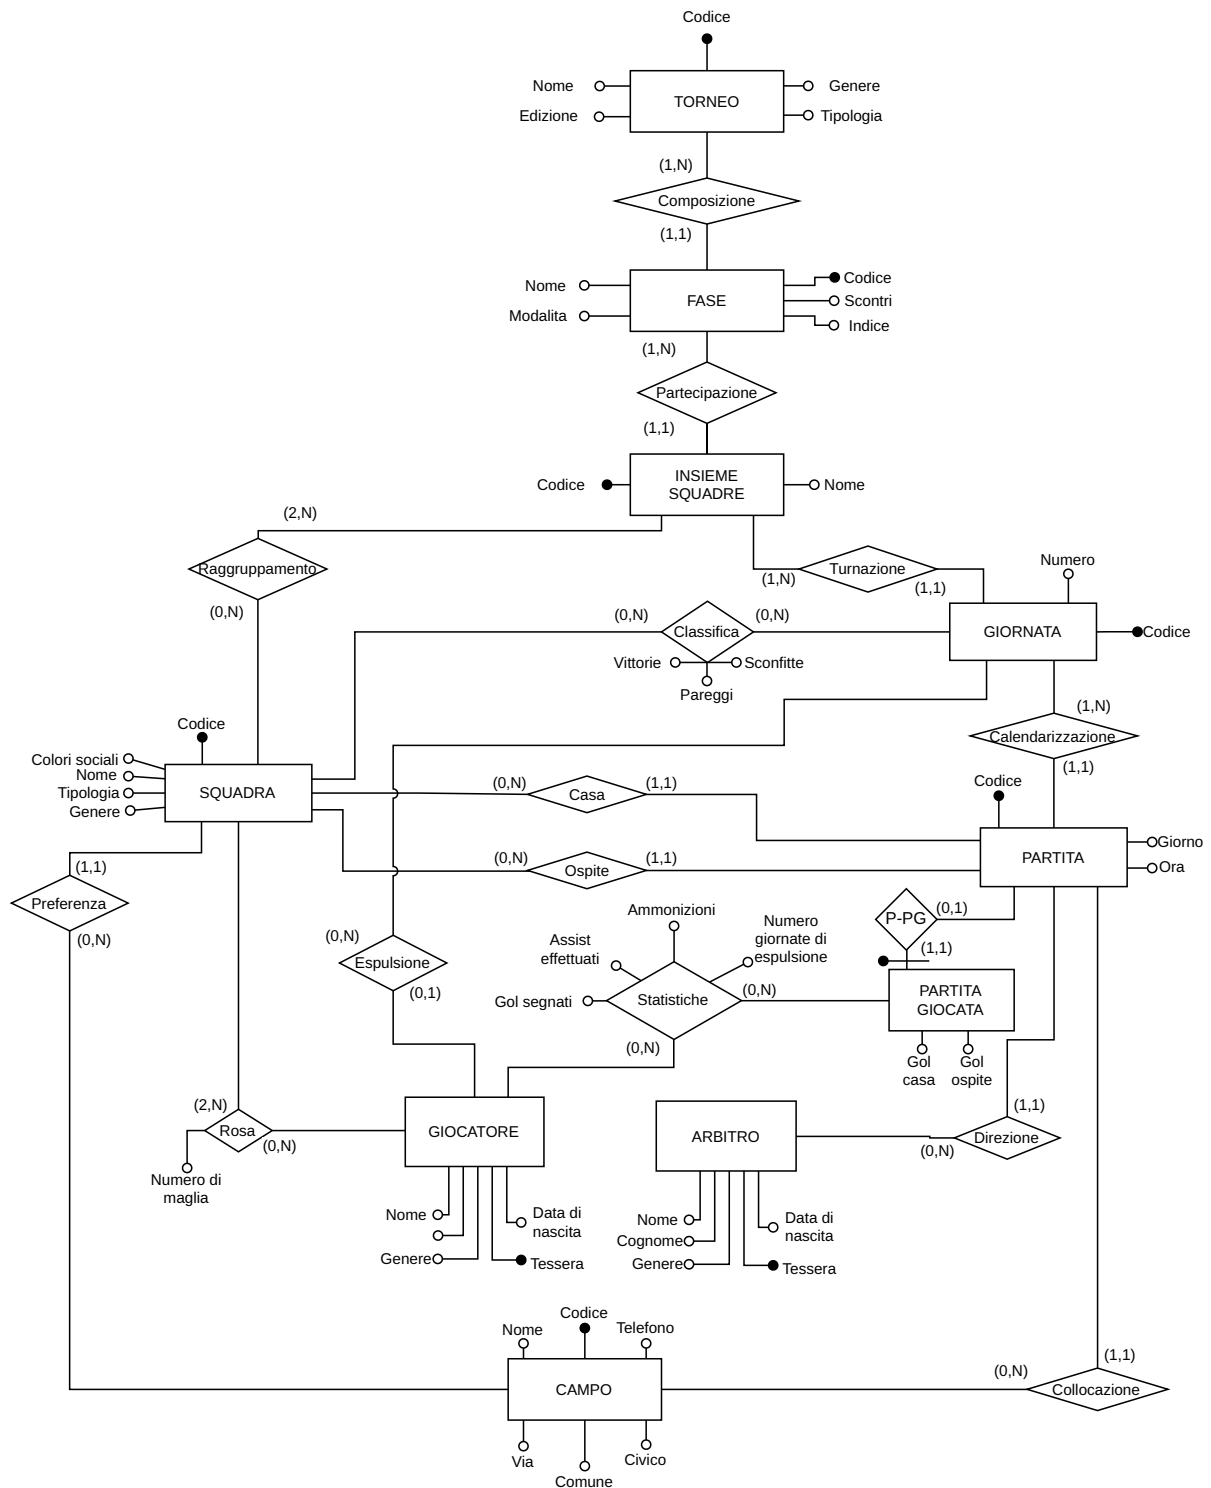 Codice
Nome
Genere
TORNEO
Edizione
Tipologia
(1,N)
Composizione
(1,1)
Codice
Nome
FASE
Scontri
Modalita
Indice
(1,N)
Partecipazione
(1,1)
INSIEME
SQUADRE
Codice
Nome
(2,N)
Raggruppamento
(0,N)
(1,N)
Turnazione
(1,1)
Numero
GIORNATA
Codice
(0,N)
Classifica
(0,N)
Vittorie
Sconfitte
Pareggi
(1,N)
Calendarizzazione
(1,1)
Codice
Colori sociali
Nome
Tipologia
Genere
SQUADRA
(0,N)
Casa
(1,1)
Codice
PARTITA
Giorno
Ora
(0,N)
Ospite
(1,1)
(1,1)
Preferenza
(0,N)
P-PG
(0,1)
(1,1)
Ammonizioni
Numero
giornate di
espulsione
Assist
effettuati
Gol segnati
Statistiche
(0,N)
(0,N)
(0,N)
Espulsione
(0,1)
PARTITA
GIOCATA
Gol
casa
Gol
ospite
(2,N)
Rosa
(0,N)
Numero di
maglia
GIOCATORE
Nome
Genere
Data di
nascita
Tessera
ARBITRO
Nome
Cognome
Genere
Data di
nascita
Tessera
(1,1)
Direzione
(0,N)
Codice
Nome
Telefono
CAMPO
Via
Comune
Civico
(0,N)
(1,1)
Collocazione